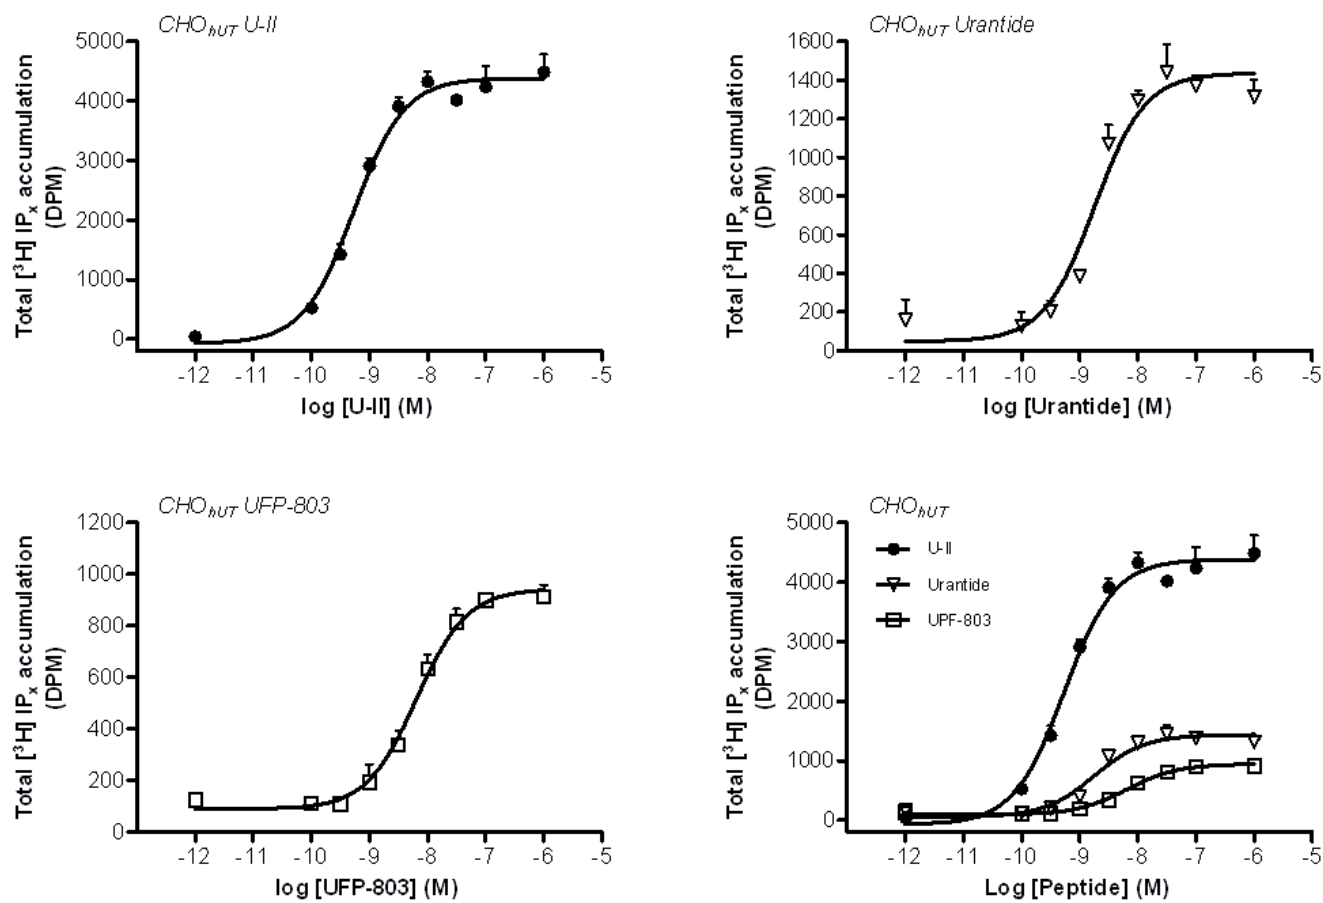 CHOhUT U-II
5000
4000
3000
2000
1000
0
Total [³H] IPx accumulation
(DPM)
-12 -11 -10 -9 -8 -7 -6 -5
log [U-II] (M)
CHOhUT Urantide
1600
1400
1200
1000
800
600
400
200
0
Total [³H] IPx accumulation
(DPM)
-12 -11 -10 -9 -8 -7 -6 -5
log [Urantide] (M)
CHOhUT UFP-803
1200
1000
800
600
400
200
0
Total [³H] IPx accumulation
(DPM)
-12 -11 -10 -9 -8 -7 -6 -5
log [UFP-803] (M)
CHOhUT
5000
4000
3000
2000
1000
0
Total [³H] IPx accumulation
(DPM)
U-II
Urantide
UPF-803
-12 -11 -10 -9 -8 -7 -6 -5
Log [Peptide] (M)